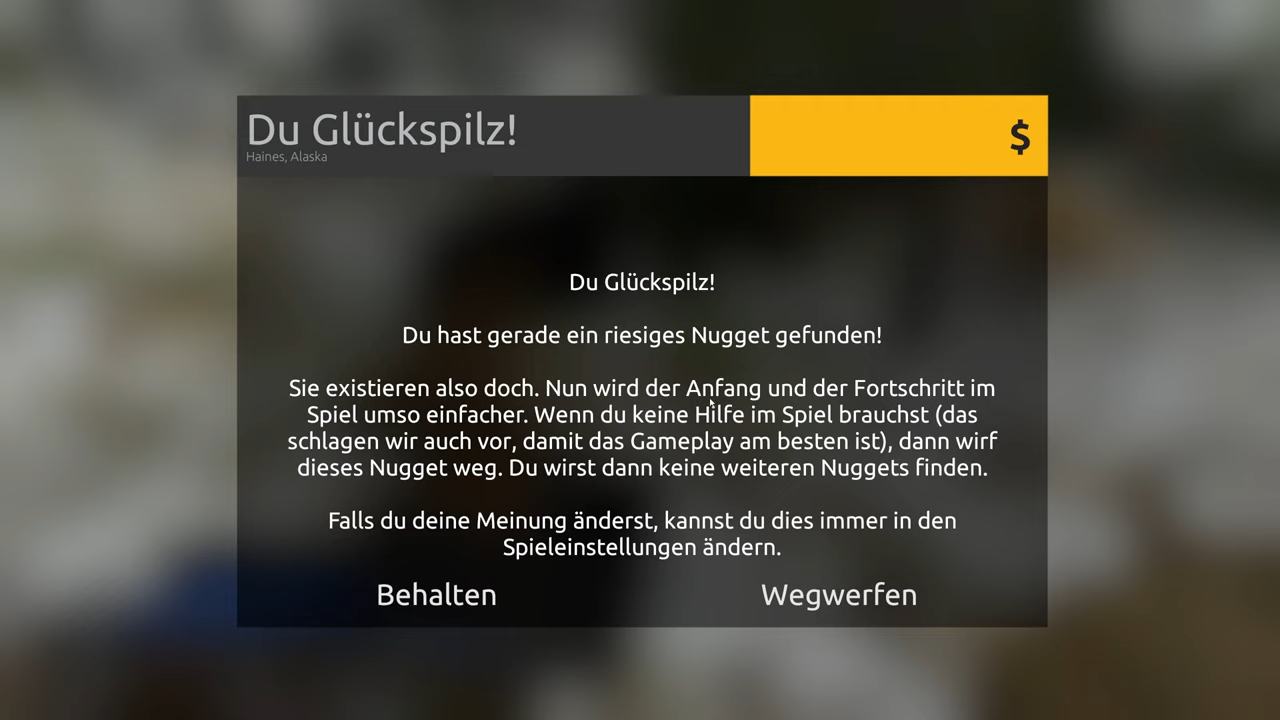 Du Glückspilz!
Haines, Alaska
$
Du Glückspilz!
Du hast gerade ein riesiges Nugget gefunden!
Sie existieren also doch. Nun wird der Anfang und der Fortschritt im
Spiel umso einfacher. Wenn du keine Hilfe im Spiel brauchst (das
schlagen wir auch vor, damit das Gameplay am besten ist), dann wirf
dieses Nugget weg. Du wirst dann keine weiteren Nuggets finden.
Falls du deine Meinung änderst, kannst du dies immer in den
Spieleinstellungen ändern.
Behalten
Wegwerfen